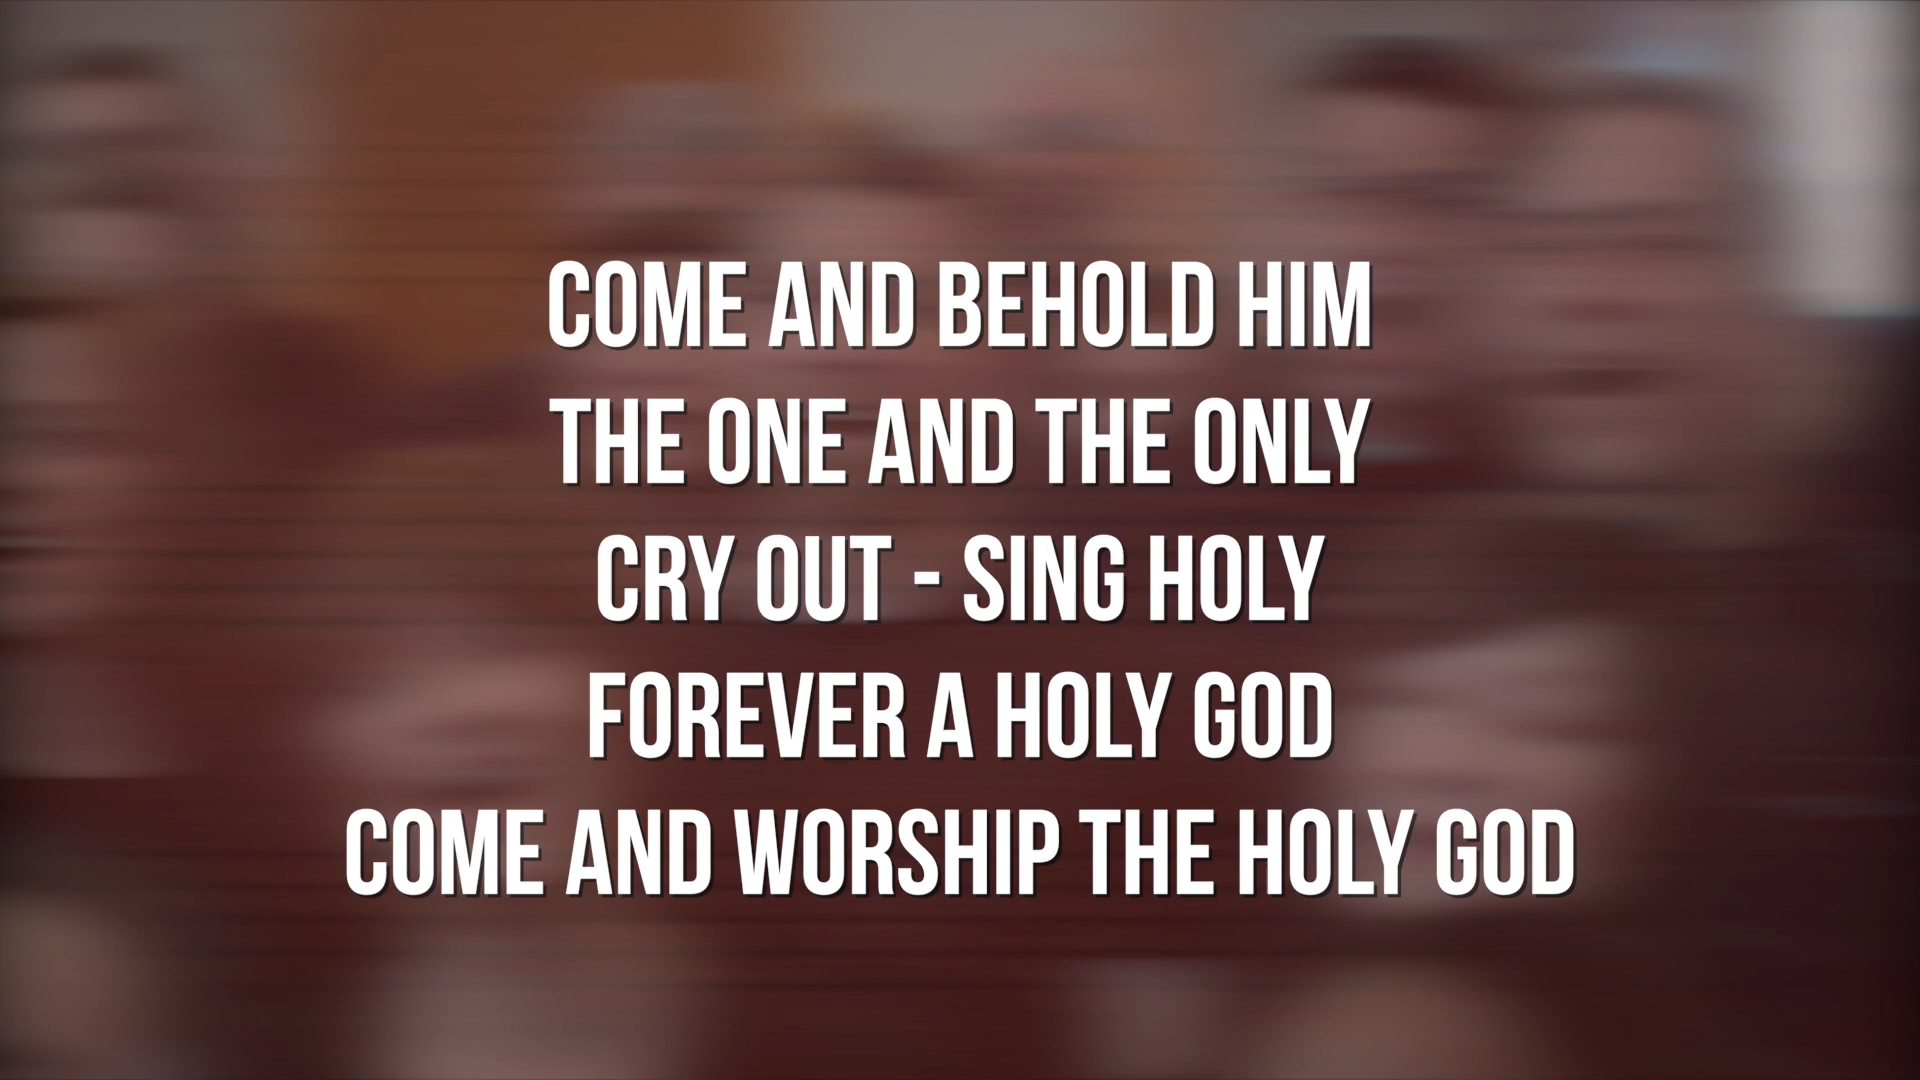 COME AND BEHOLD HIM
THE ONE AND THE ONLY
CRY OUT - SING HOLY
FOREVER A HOLY GOD
COME AND WORSHIP THE HOLY GOD